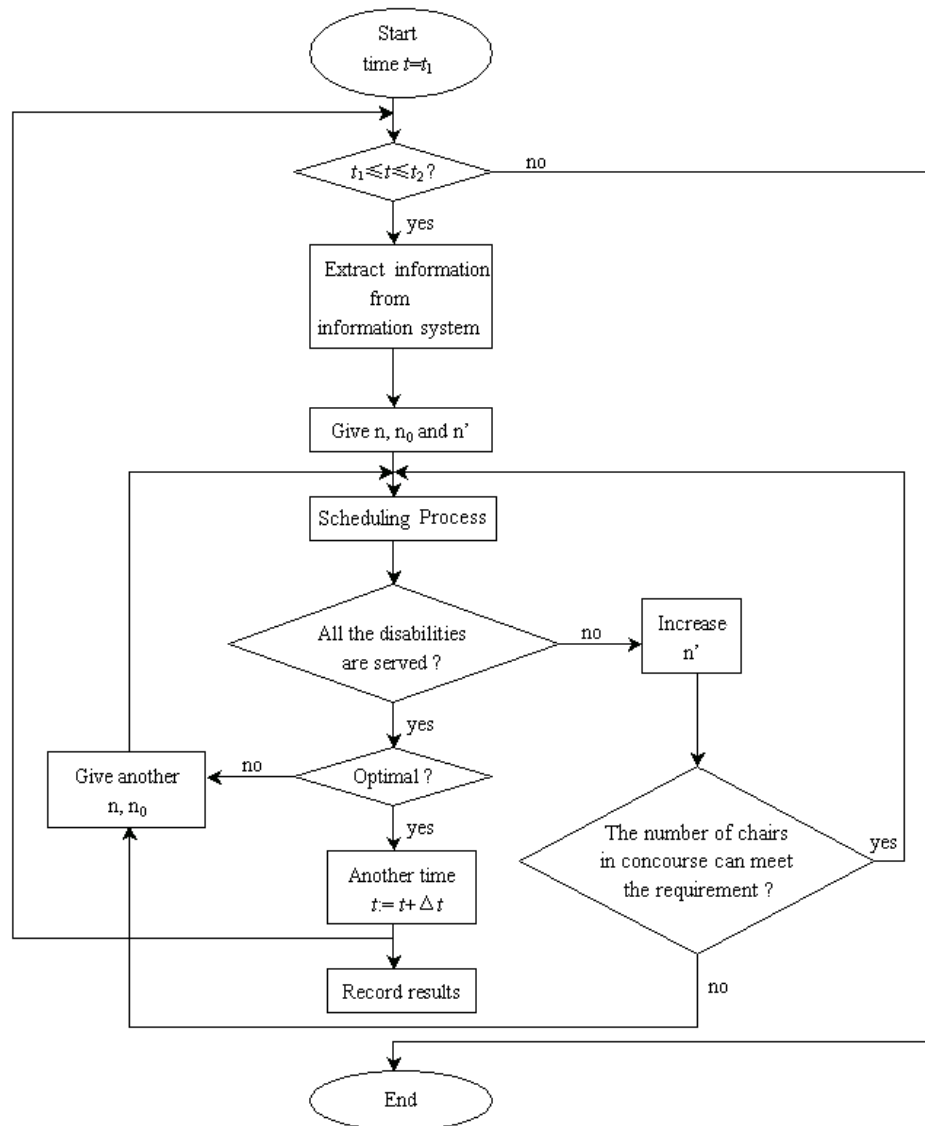 Start
time t=t₁
t₁≤t≤t₂?
no
yes
Extract information
from
information system
Give n, n₀ and n’
Scheduling Process
All the disabilities
are served ?
no
Increase
n’
yes
Give another
n, n₀
no
Optimal ?
yes
The number of chairs
in concourse can meet
the requirement ?
yes
Another time
t:= t+Δt
Record results
no
End